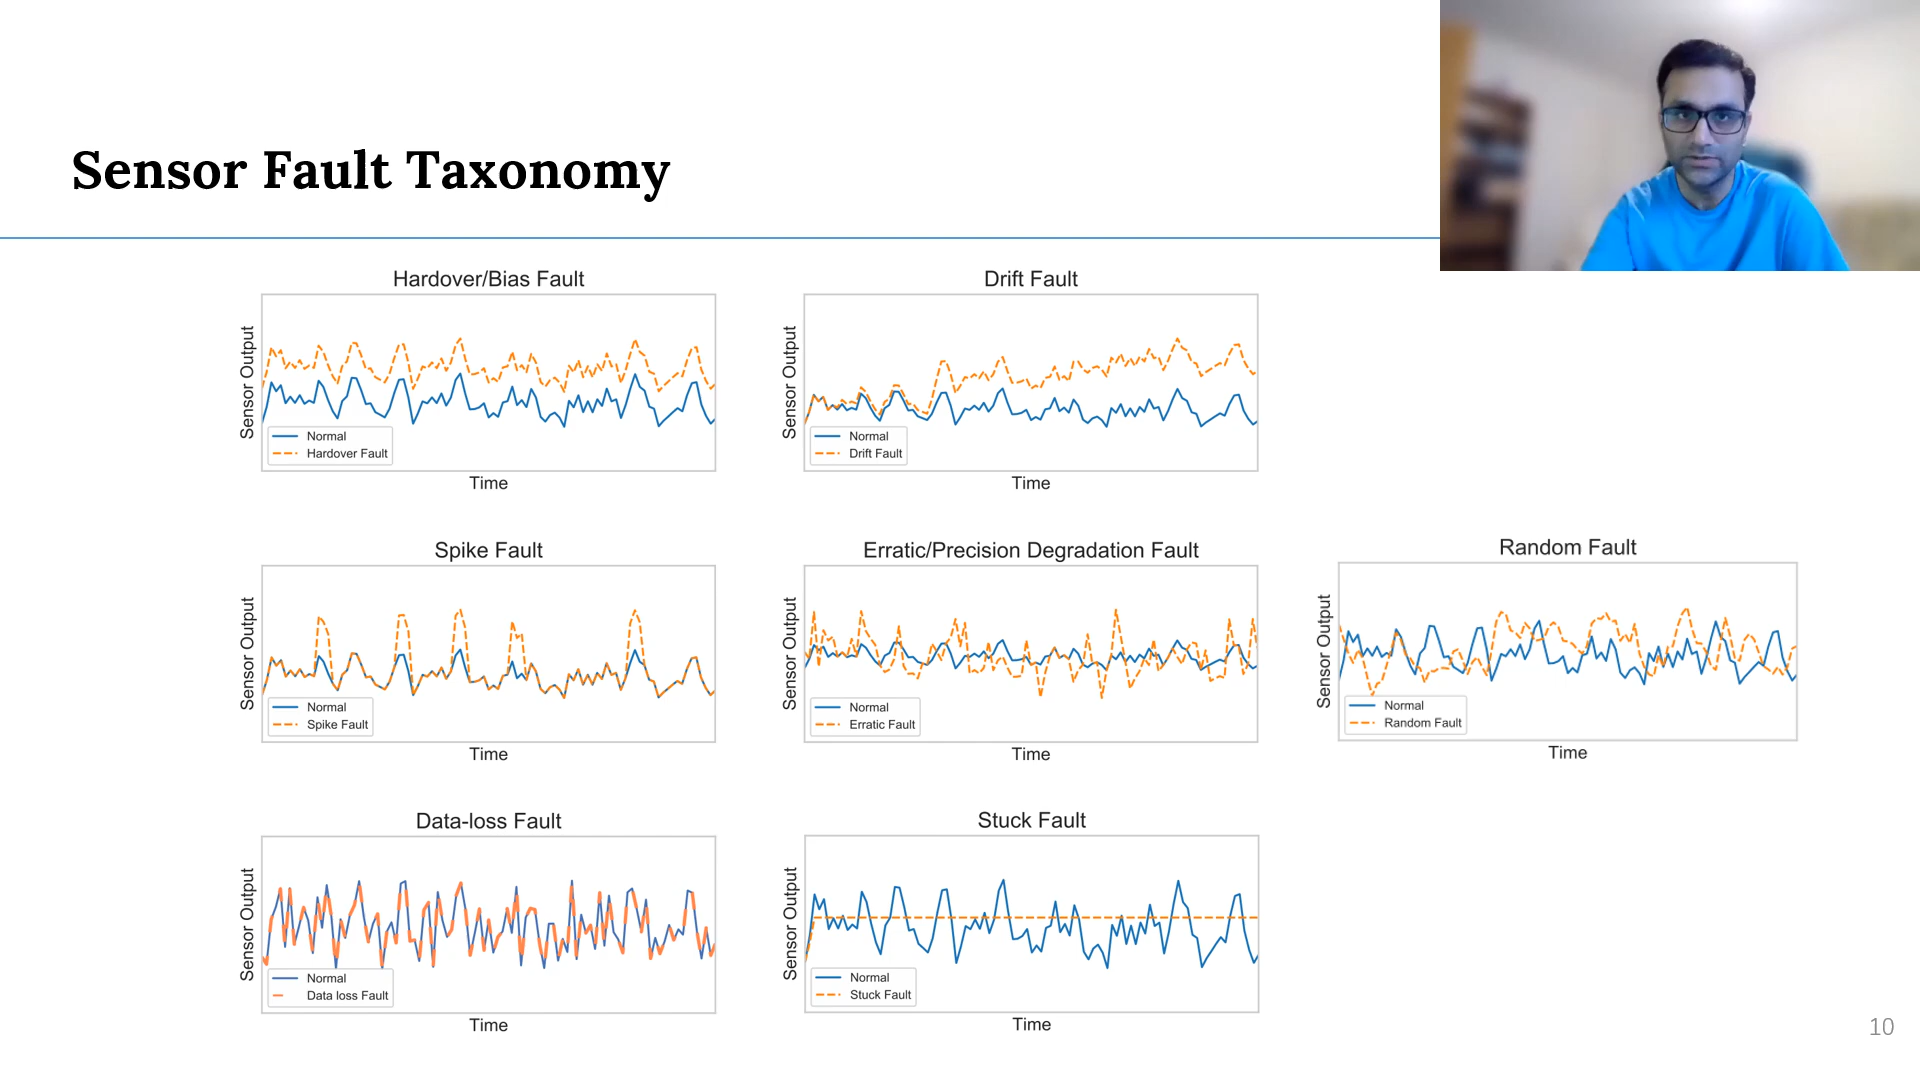 Sensor Fault Taxonomy
Hardover/Bias Fault
Sensor Output
Normal
Hardover Fault
Time
Drift Fault
Sensor Output
Normal
Drift Fault
Time
Spike Fault
Sensor Output
Normal
Spike Fault
Time
Erratic/Precision Degradation Fault
Sensor Output
Normal
Erratic Fault
Time
Random Fault
Sensor Output
Normal
Random Fault
Time
Data-loss Fault
Sensor Output
Normal
Data loss Fault
Time
Stuck Fault
Sensor Output
Normal
Stuck Fault
Time
10